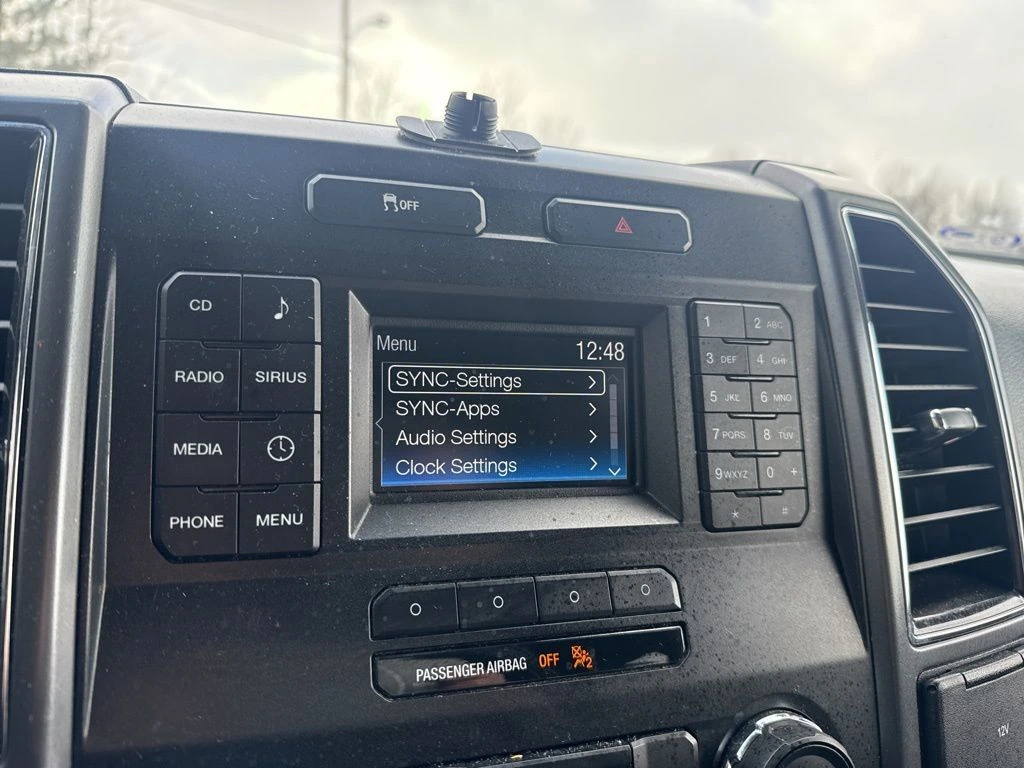 OFF
CD
RADIO SIRIUS
MEDIA
PHONE MENU
Menu 12:48
SYNC-Settings >
SYNC-Apps >
Audio Settings >
Clock Settings >
1 2 ABC
3 DEF 4 GHI
5 JKL 6 MNO
7 PQRS 8 TUV
9 WXYZ 0 +
* #
PASSENGER AIRBAG OFF 2
12V